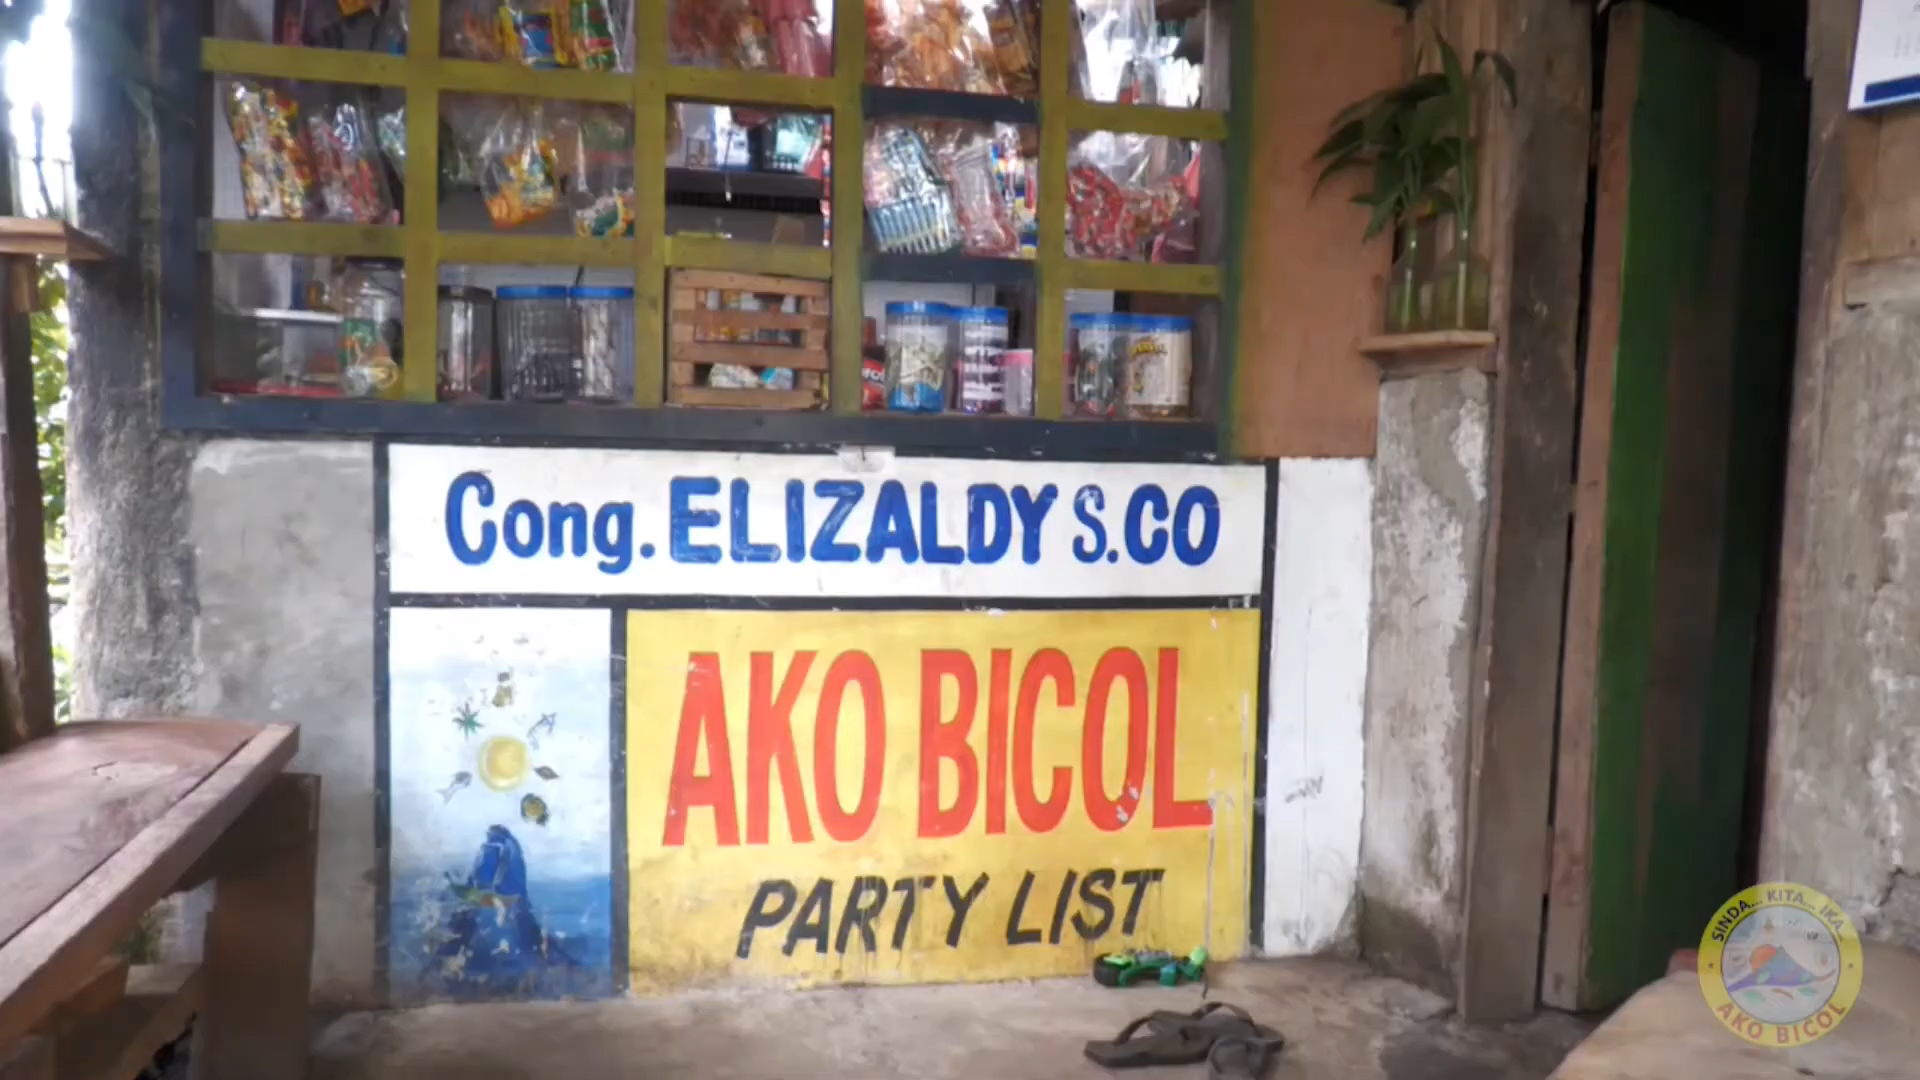 Cong. ELIZALDY S. CO
AKO BICOL
PARTY LIST
SINDA... KITA... IKA...
AKO BICOL